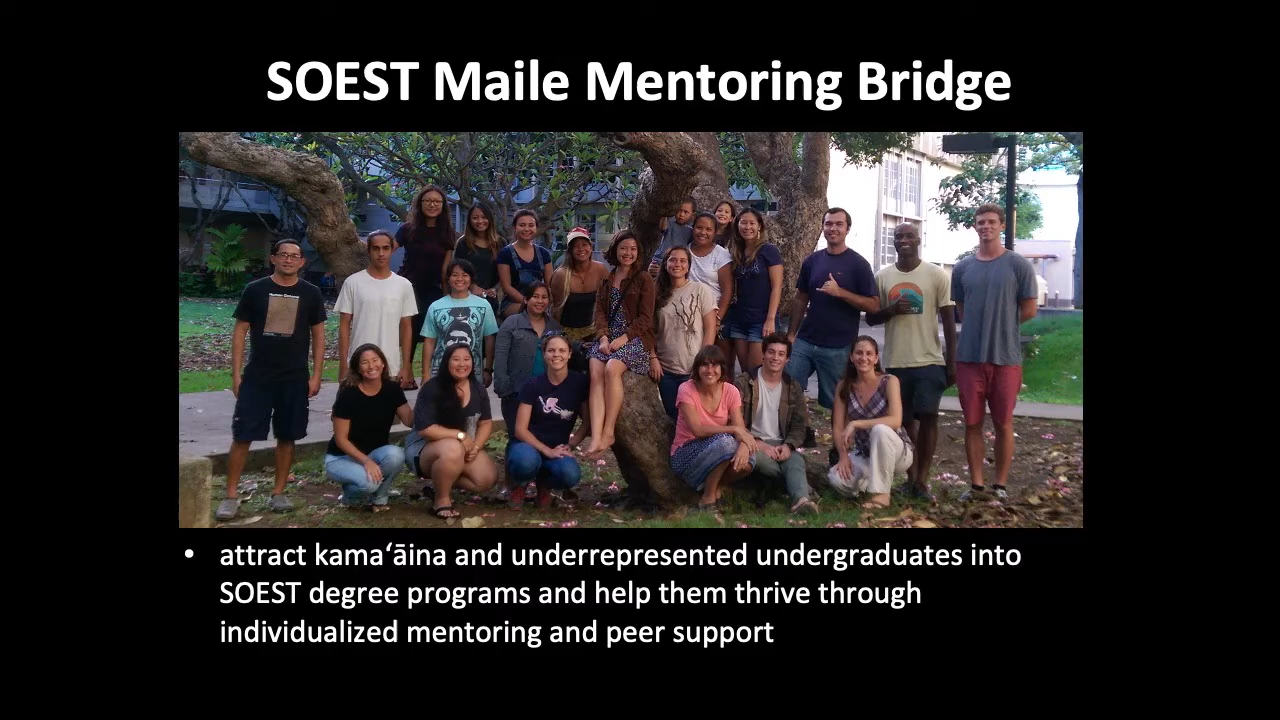 SOEST Maile Mentoring Bridge
• attract kamaʻāina and underrepresented undergraduates into
SOEST degree programs and help them thrive through
individualized mentoring and peer support